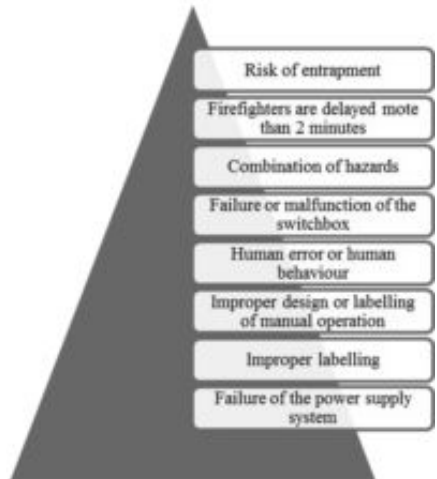 Risk of entrapment
Firefighters are delayed mote
than 2 minutes
Combination of hazards
Failure or malfunction of the
switchbox
Human error or human
behaviour
Improper design or labelling
of manual operation
Improper labelling
Failure of the power supply
system